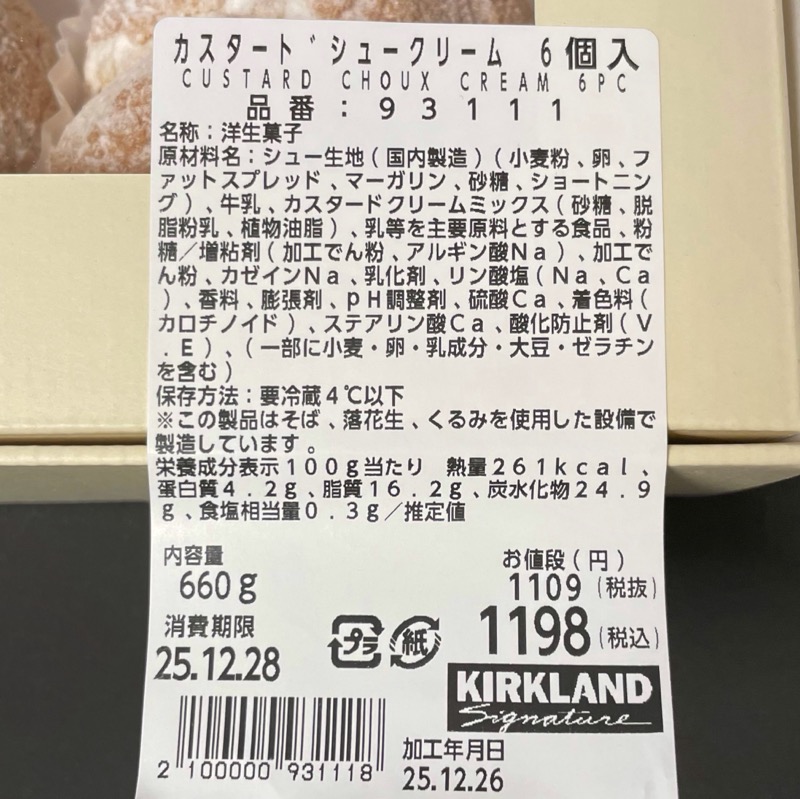 カスタード シュークリーム 6個入
CUSTARD CHOUX CREAM 6PC
品番：93111
名称：洋生菓子
原材料名：シュー生地（国内製造）（小麦粉、卵、フ
ァットスプレッド、マーガリン、砂糖、ショートニン
グ）、牛乳、カスタードクリームミックス（砂糖、脱
脂粉乳、植物油脂）、乳等を主要原料とする食品、粉
糖／増粘剤（加工でん粉、アルギン酸Ｎａ）、加工で
ん粉、カゼインＮａ、乳化剤、リン酸塩（Ｎａ、Ｃａ
）、香料、膨張剤、ｐＨ調整剤、硫酸Ｃａ、着色料（
カロチノイド）、ステアリン酸Ｃａ、酸化防止剤（Ｖ
．Ｅ）、（一部に小麦・卵・乳成分・大豆・ゼラチン
を含む）
保存方法：要冷蔵４℃以下
※この製品はそば、落花生、くるみを使用した設備で
製造しています。
栄養成分表示１００ｇ当たり　熱量２６１ｋｃａｌ、
蛋白質４．２ｇ、脂質１６．２ｇ、炭水化物２４．９
ｇ、食塩相当量０．３ｇ／推定値
内容量
660g
お値段（円）
1109（税抜）
消費期限
25.12.28
プラ
紙
1198（税込）
KIRKLAND
Signature
2 100000 931118
加工年月日
25.12.26